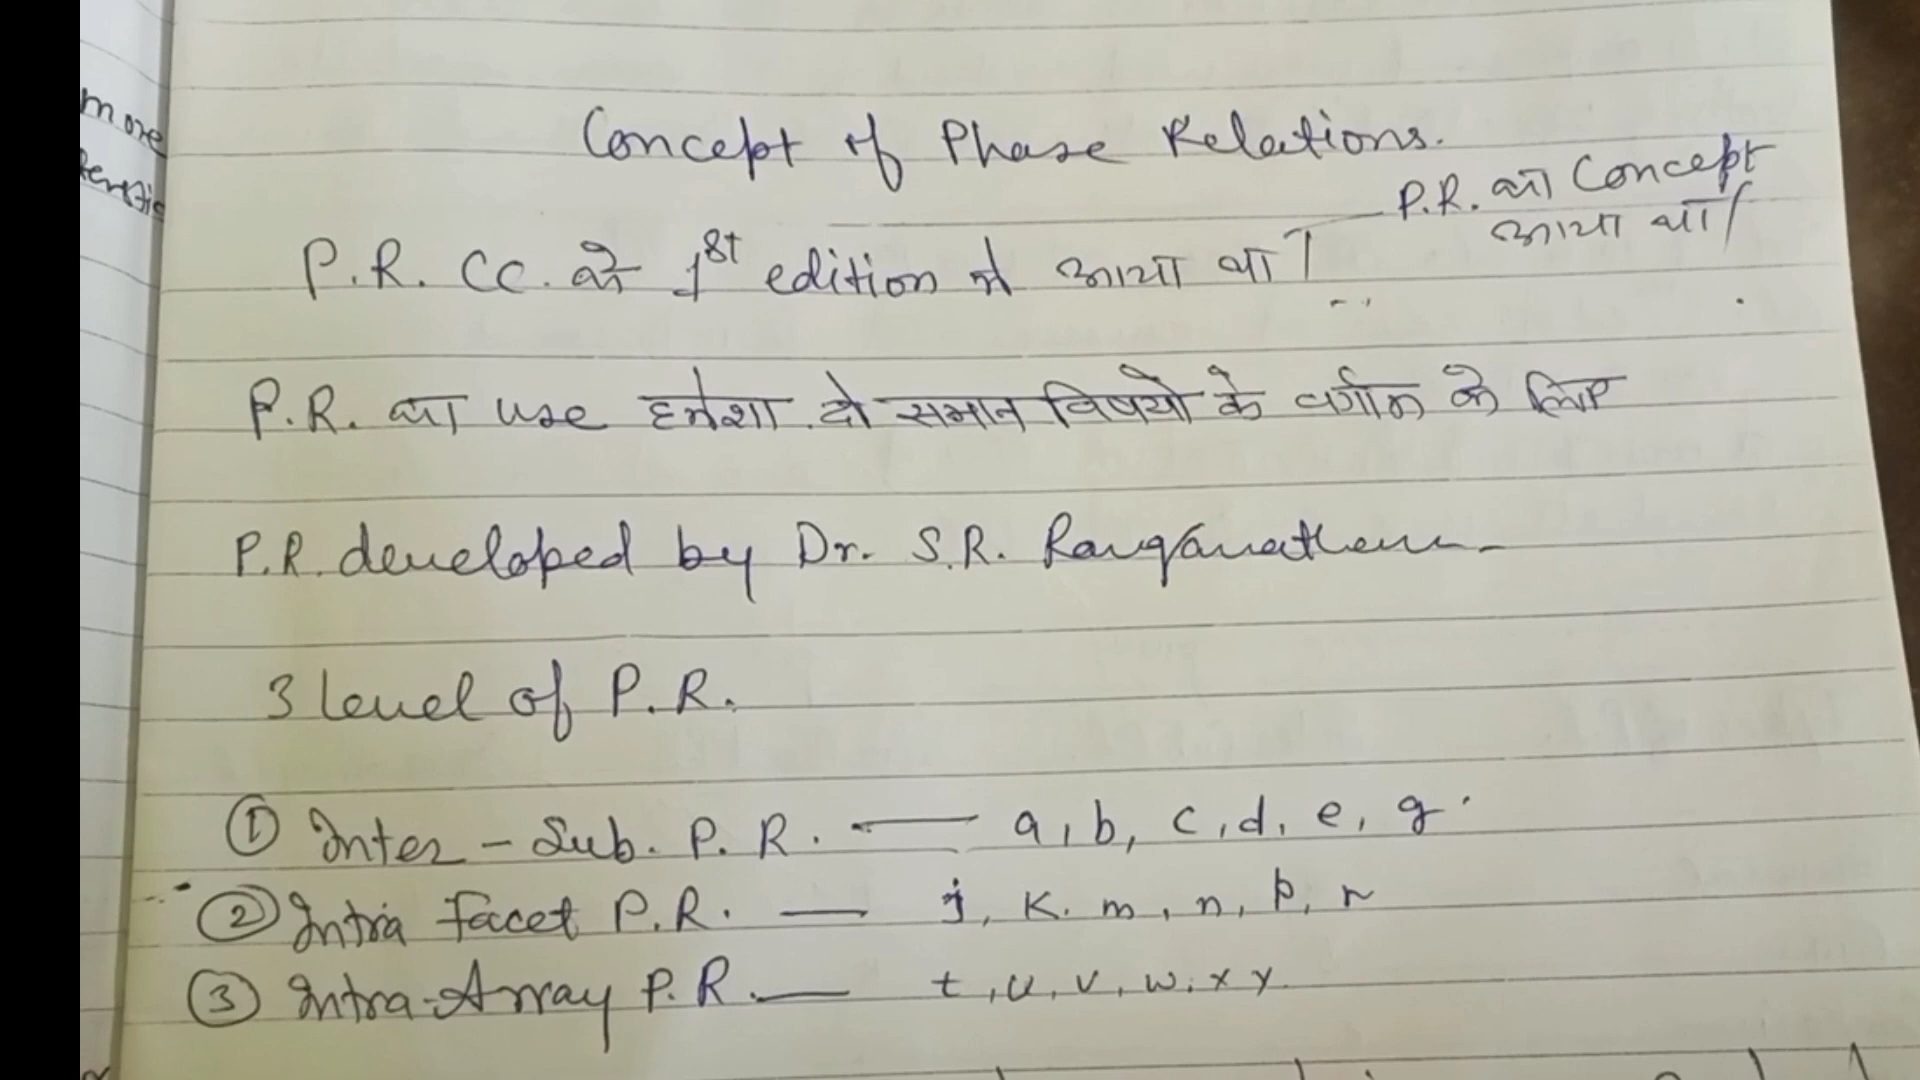 more
Concept of Phase Relations.
P.R. का Concept
आया था/
P.R. CC. के 1st edition में आया था।
P.R. का use हमेशा दो समान विषयो के वर्गीकरण के लिए
P.R. developed by Dr. S.R. Ranganathan
3 level of P.R.
① Inter - Sub. P.R. — a, b, c, d, e, g.
② Intra facet P.R. — j, K. m, n, p, r
③ Intra-Array P.R. — t, u, v, w, x y